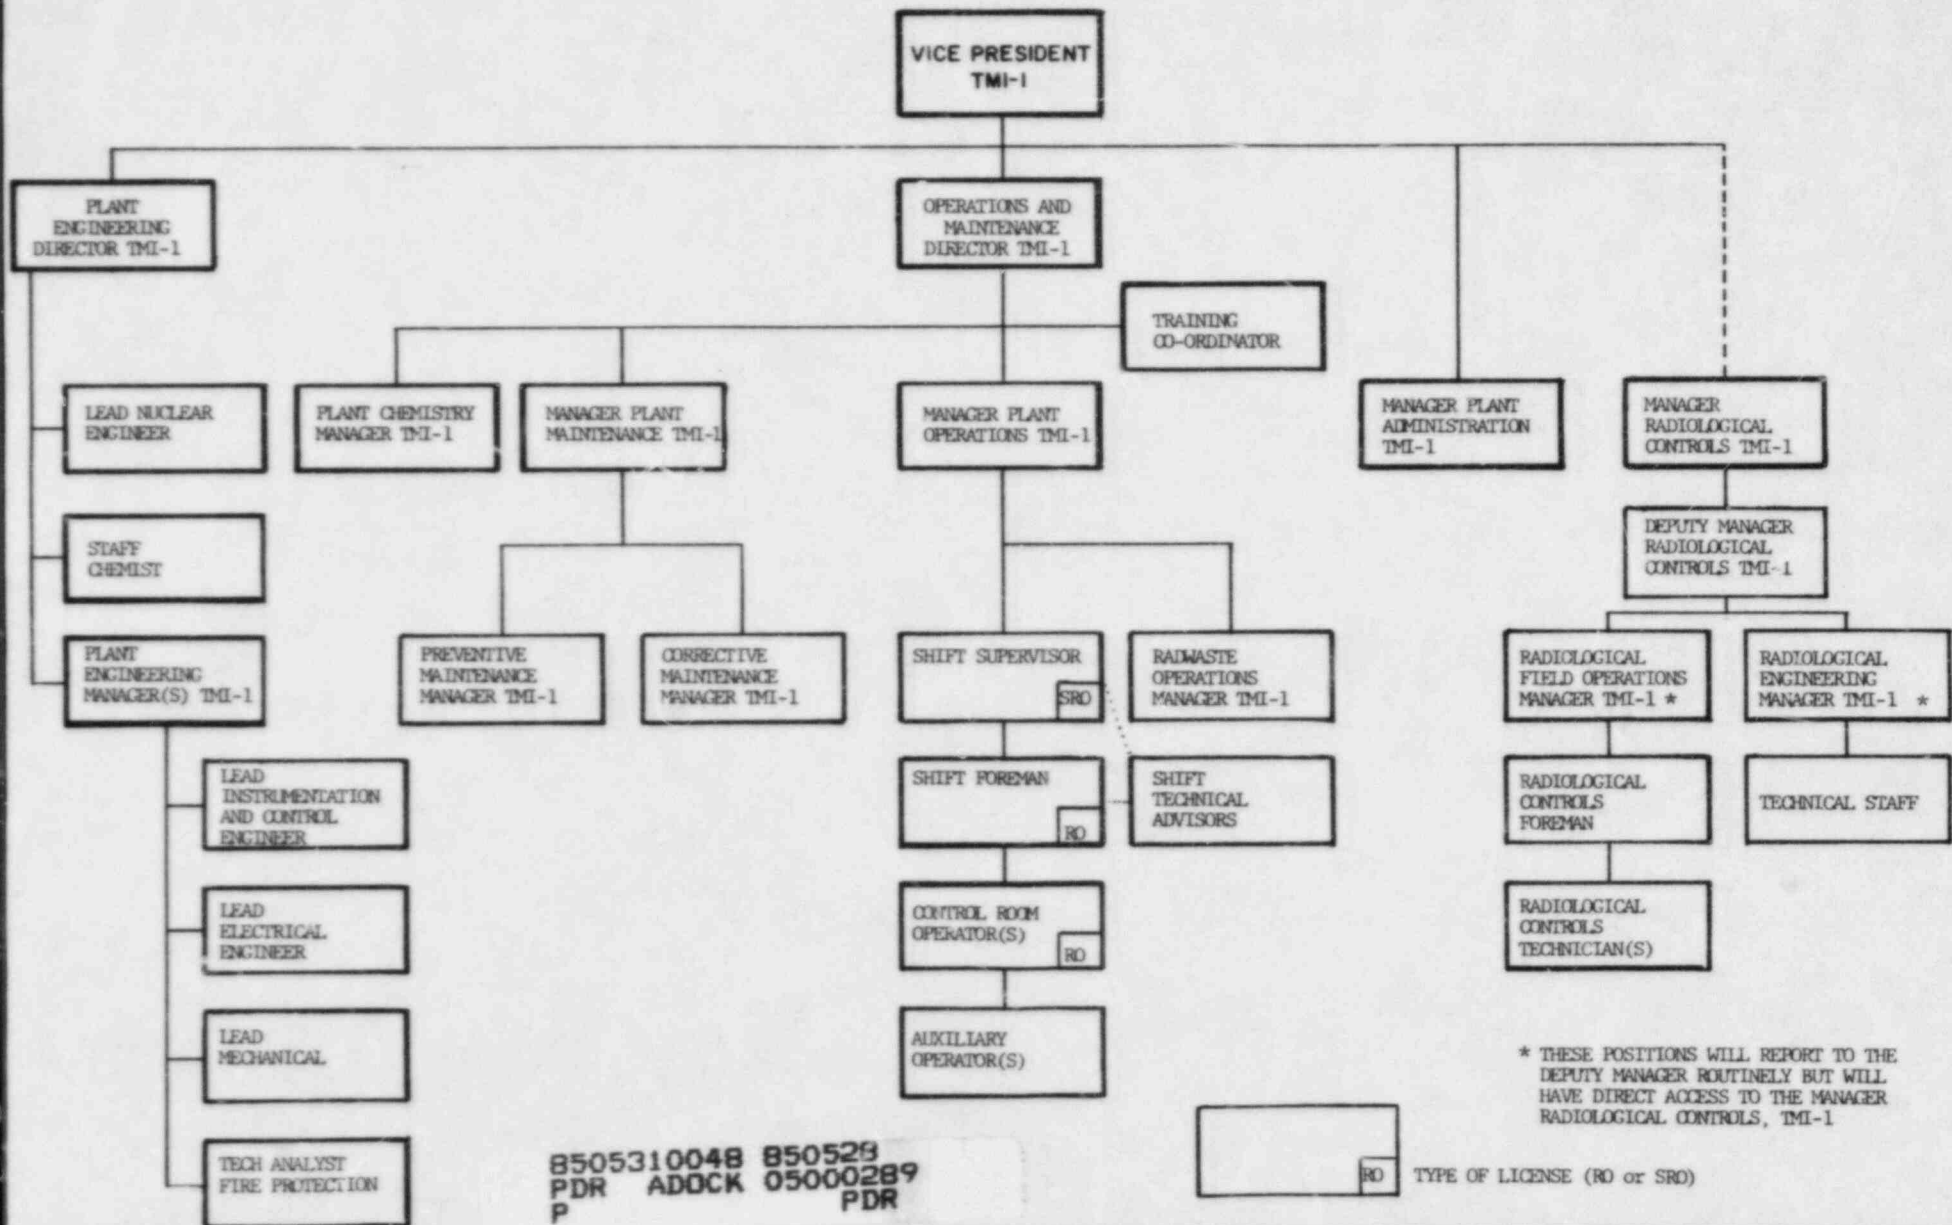 VICE PRESIDENT
TMI-1
PLANT
ENGINEERING
DIRECTOR TMI-1
OPERATIONS AND
MAINTENANCE
DIRECTOR TMI-1
TRAINING
CO-ORDINATOR
LEAD NUCLEAR
ENGINEER
PLANT CHEMISTRY
MANAGER TMI-1
MANAGER PLANT
MAINTENANCE TMI-1
MANAGER PLANT
OPERATIONS TMI-1
MANAGER PLANT
ADMINISTRATION
TMI-1
MANAGER
RADIOLOGICAL
CONTROLS TMI-1
STAFF
CHEMIST
DEPUTY MANAGER
RADIOLOGICAL
CONTROLS TMI-1
PLANT
ENGINEERING
MANAGER(S) TMI-1
PREVENTIVE
MAINTENANCE
MANAGER TMI-1
CORRECTIVE
MAINTENANCE
MANAGER TMI-1
SHIFT SUPERVISOR
SRO
RADWASTE
OPERATIONS
MANAGER TMI-1
RADIOLOGICAL
FIELD OPERATIONS
MANAGER TMI-1 *
RADIOLOGICAL
ENGINEERING
MANAGER TMI-1 *
LEAD
INSTRUMENTATION
AND CONTROL
ENGINEER
SHIFT FOREMAN
RO
SHIFT
TECHNICAL
ADVISORS
RADIOLOGICAL
CONTROLS
FOREMAN
TECHNICAL STAFF
LEAD
ELECTRICAL
ENGINEER
CONTROL ROOM
OPERATOR(S)
RO
RADIOLOGICAL
CONTROLS
TECHNICIAN(S)
LEAD
MECHANICAL
AUXILIARY
OPERATOR(S)
* THESE POSITIONS WILL REPORT TO THE
DEPUTY MANAGER ROUTINELY BUT WILL
HAVE DIRECT ACCESS TO THE MANAGER
RADIOLOGICAL CONTROLS, TMI-1
TECH ANALYST
FIRE PROTECTION
8505310048 850528
PDR ADOCK 05000289
P PDR
RO TYPE OF LICENSE (RO or SRO)